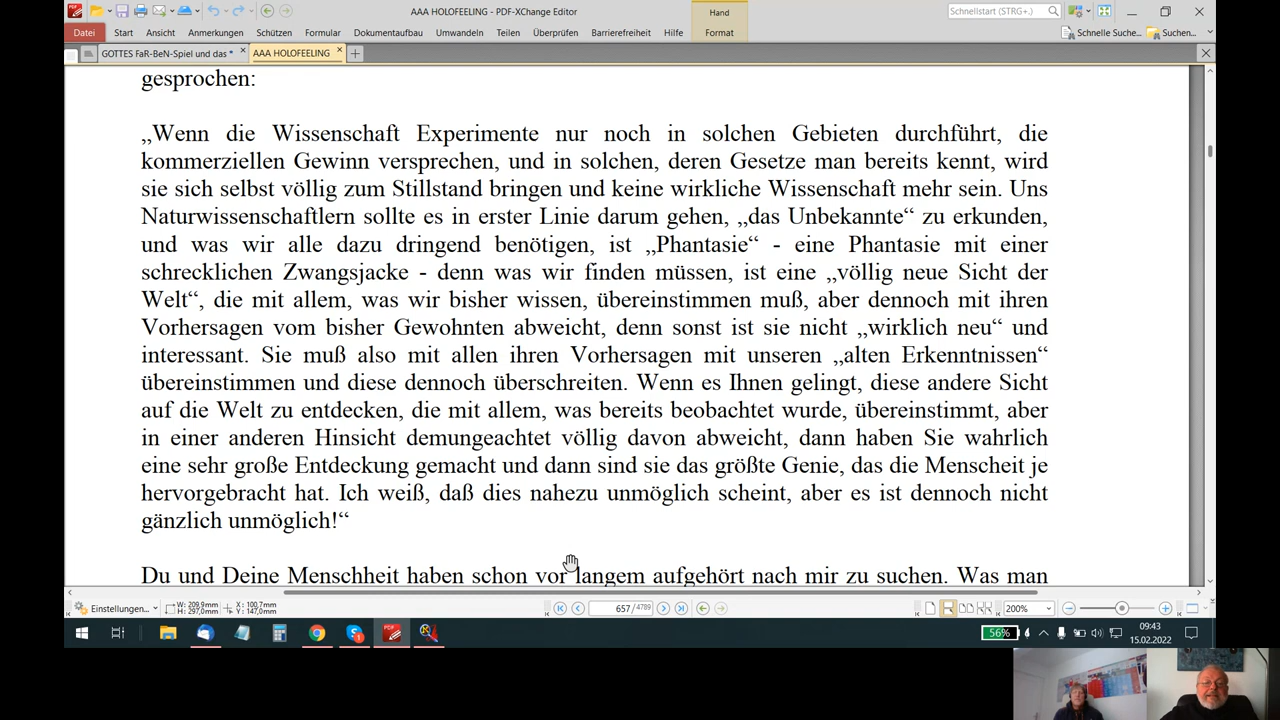 AAA HOLOFEELING - PDF-XChange Editor
Hand
Schnellstart (STRG+.)
Datei Start Ansicht Anmerkungen Schützen Formular Dokumentaufbau Umwandeln Teilen Überprüfen Barrierefreiheit Hilfe Format Schnelle Suche... Suchen...
GOTTES FaR-BeN-Spiel und das * AAA HOLOFEELING
gesprochen:
„Wenn die Wissenschaft Experimente nur noch in solchen Gebieten durchführt, die
kommerziellen Gewinn versprechen, und in solchen, deren Gesetze man bereits kennt, wird
sie sich selbst völlig zum Stillstand bringen und keine wirkliche Wissenschaft mehr sein. Uns
Naturwissenschaftlern sollte es in erster Linie darum gehen, „das Unbekannte“ zu erkunden,
und was wir alle dazu dringend benötigen, ist „Phantasie“ - eine Phantasie mit einer
schrecklichen Zwangsjacke - denn was wir finden müssen, ist eine „völlig neue Sicht der
Welt“, die mit allem, was wir bisher wissen, übereinstimmen muß, aber dennoch mit ihren
Vorhersagen vom bisher Gewohnten abweicht, denn sonst ist sie nicht „wirklich neu“ und
interessant. Sie muß also mit allen ihren Vorhersagen mit unseren „alten Erkenntnissen“
übereinstimmen und diese dennoch überschreiten. Wenn es Ihnen gelingt, diese andere Sicht
auf die Welt zu entdecken, die mit allem, was bereits beobachtet wurde, übereinstimmt, aber
in einer anderen Hinsicht demungeachtet völlig davon abweicht, dann haben Sie wahrlich
eine sehr große Entdeckung gemacht und dann sind sie das größte Genie, das die Menscheit je
hervorgebracht hat. Ich weiß, daß dies nahezu unmöglich scheint, aber es ist dennoch nicht
gänzlich unmöglich!“
Du und Deine Menschheit haben schon vor langem aufgehört nach mir zu suchen. Was man
Einstellungen... W: 209,9mm X: 100,7mm 657 / 4789 200%
H: 297,0mm Y: 147,0mm
56% 09:43
15.02.2022